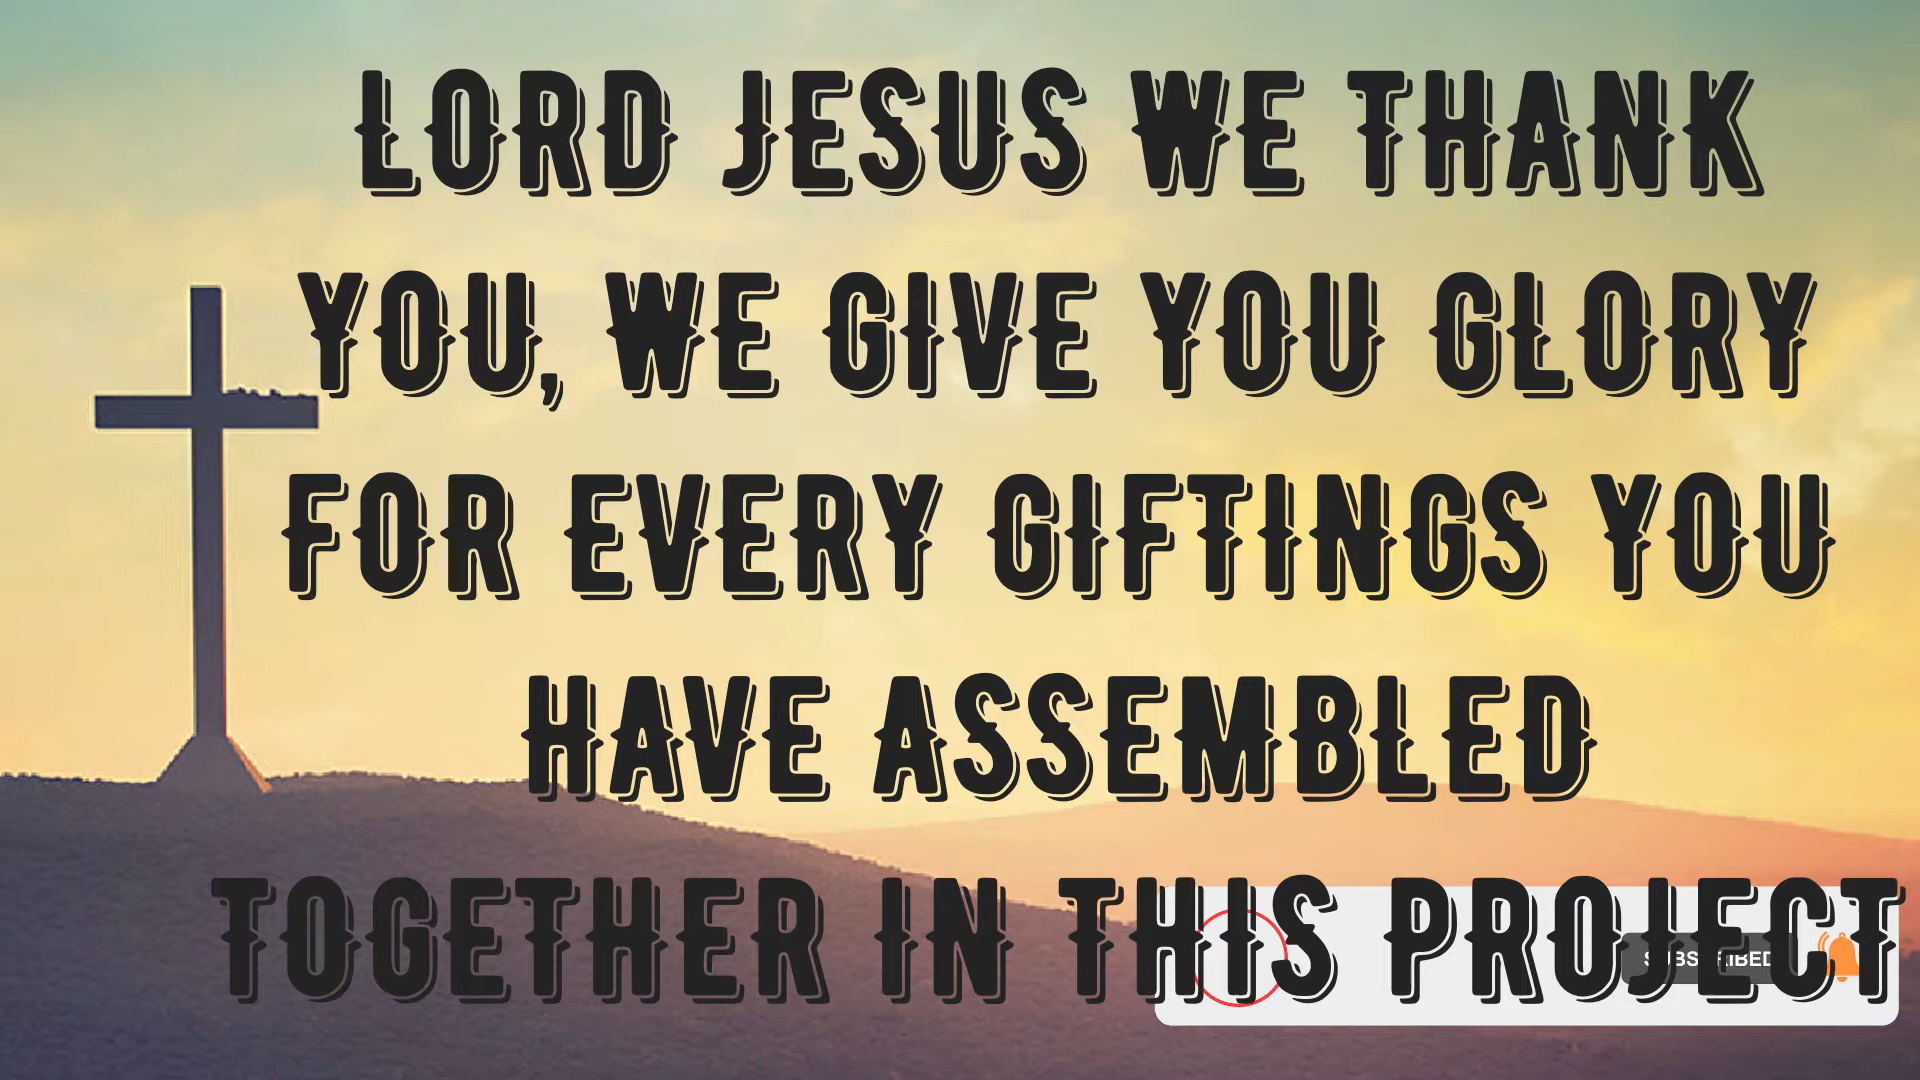 LORD JESUS WE THANK
YOU, WE GIVE YOU GLORY
FOR EVERY GIFTINGS YOU
HAVE ASSEMBLED
TOGETHER IN THIS PROJECT
SUBSCRIBED